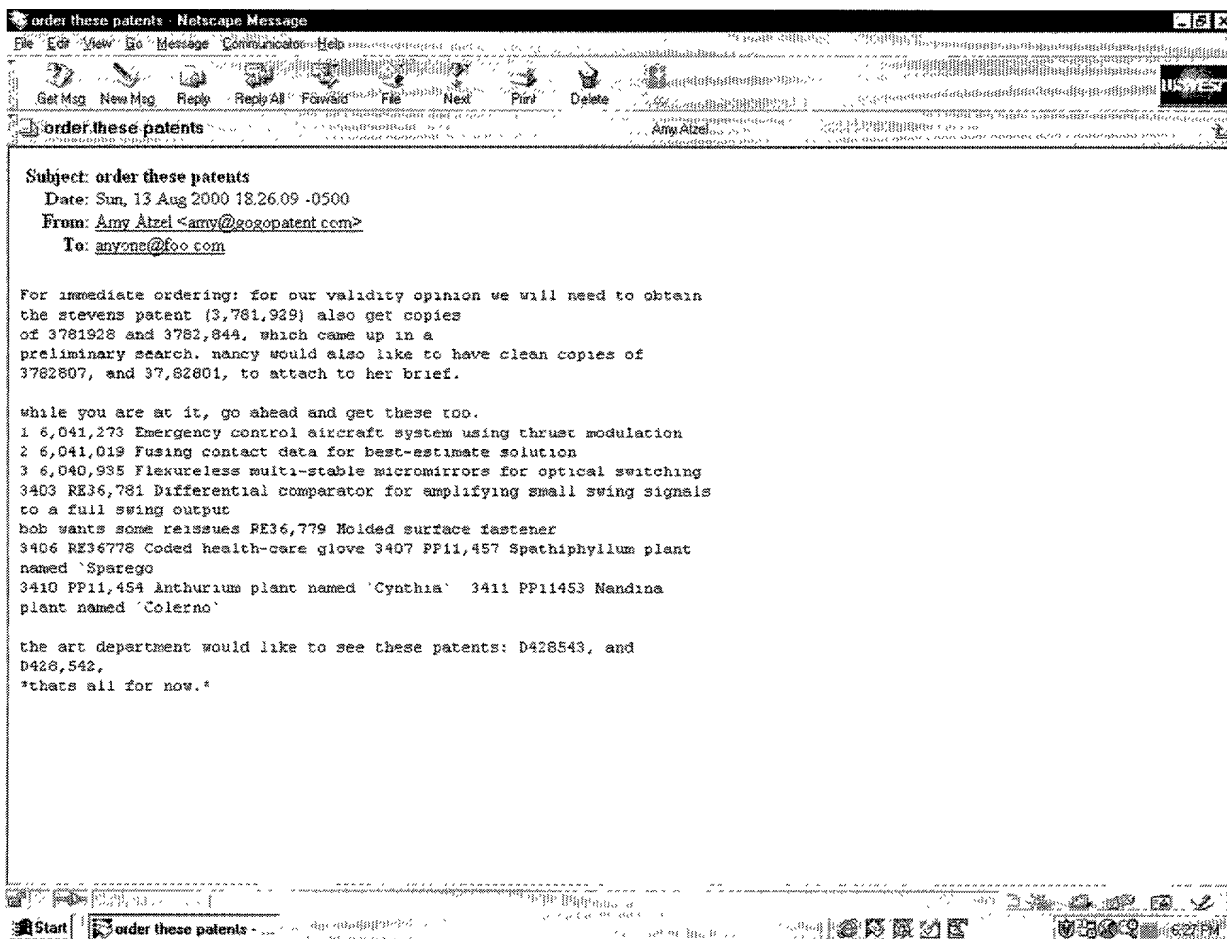 order these patents - Netscape Message
File Edit View Go Message Communicator Help
Get Msg New Msg Reply Reply All Forward File Next Print Delete
order these patents Amy Atzel
Subject: order these patents
Date: Sun, 13 Aug 2000 18.26.09 -0500
From: Amy Atzel <amy@gogopatent.com>
To: anyone@foo com
For immediate ordering: for our validity opinion we will need to obtain
the stevens patent (3,781,929) also get copies
of 3781928 and 3782,844, which came up in a
preliminary search. nancy would also like to have clean copies of
3782807, and 37,82801, to attach to her brief.
while you are at it, go ahead and get these too.
1 6,041,273 Emergency control aircraft system using thrust modulation
2 6,041,019 Fusing contact data for best-estimate solution
3 6,040,935 Flexureless multi-stable micromirrors for optical switching
3403 RE36,781 Differential comparator for amplifying small swing signals
to a full swing output
bob wants some reissues RE36,779 Molded surface fastener
3406 RE36778 Coded health-care glove 3407 PP11,457 Spathiphyllum plant
named `Sparego
3410 PP11,454 Anthurium plant named `Cynthia` 3411 PP11453 Nandina
plant named `Colerno`
the art department would like to see these patents: D428543, and
D428,542,
*thats all for now.*
Start order these patents - ... 6:27 PM